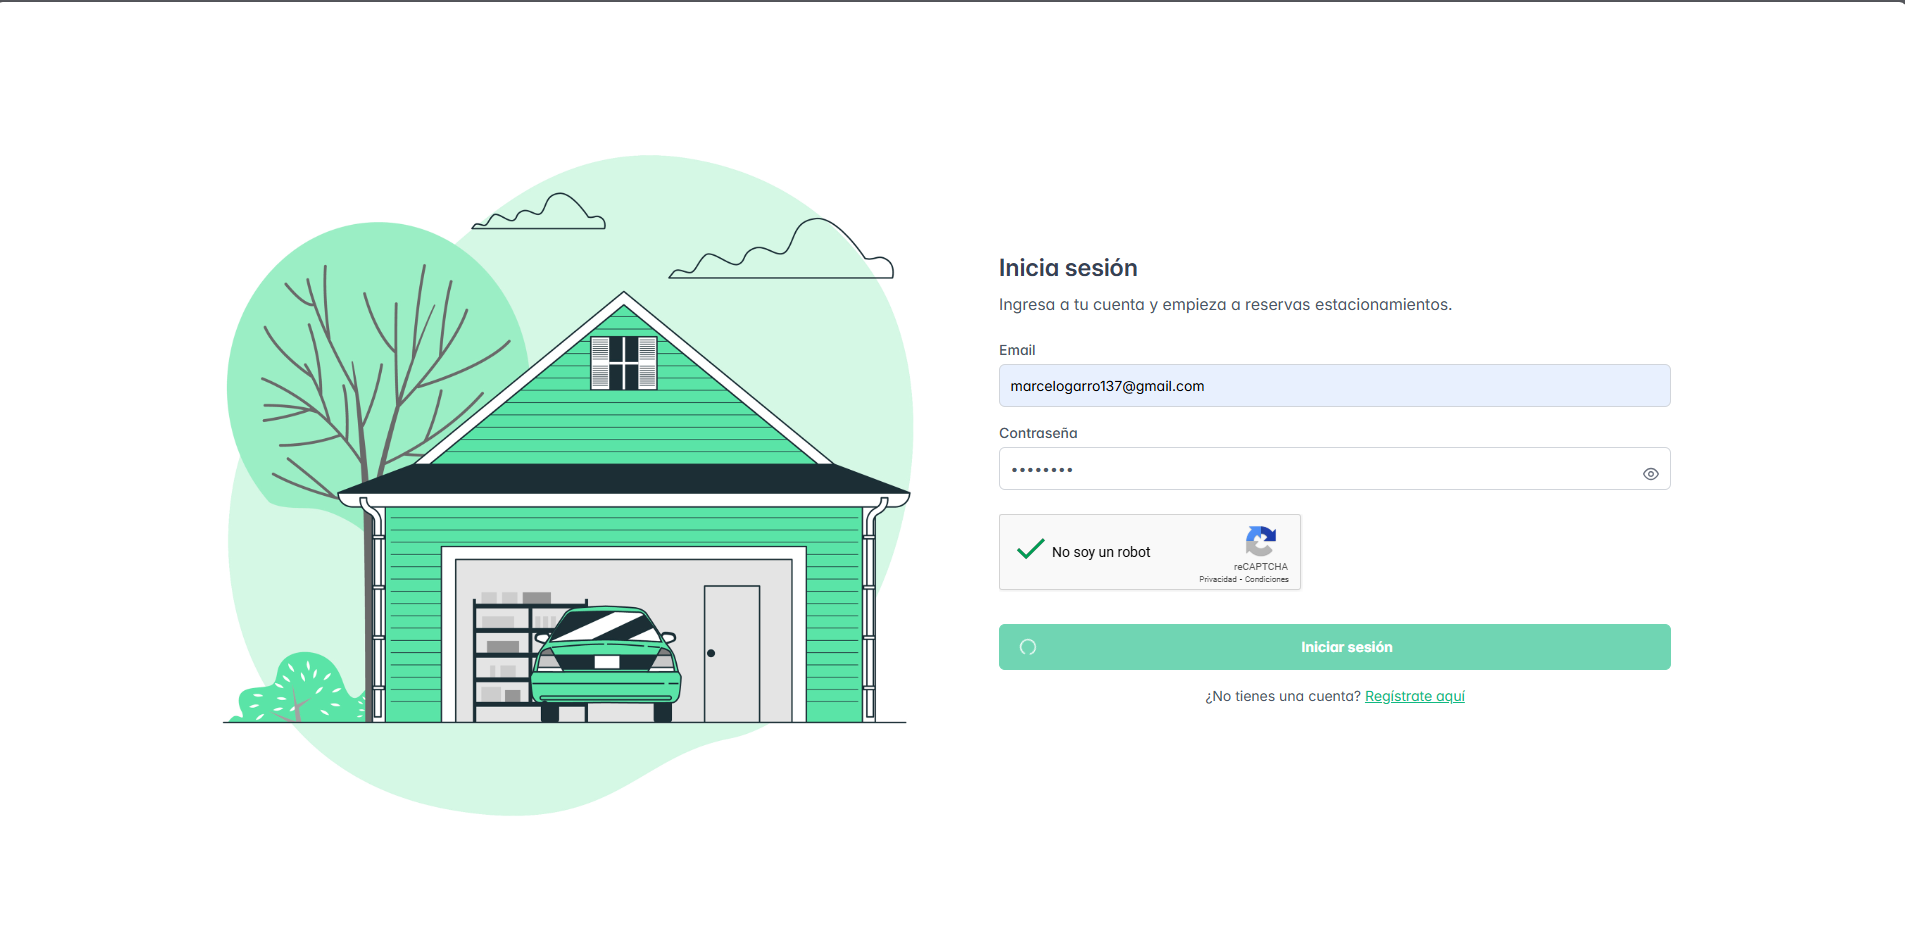 Inicia sesión
Ingresa a tu cuenta y empieza a reservas estacionamientos.
Email
marcelogarro137@gmail.com
Contraseña
••••••••
No soy un robot
reCAPTCHA
Privacidad - Condiciones
Iniciar sesión
¿No tienes una cuenta? Regístrate aquí